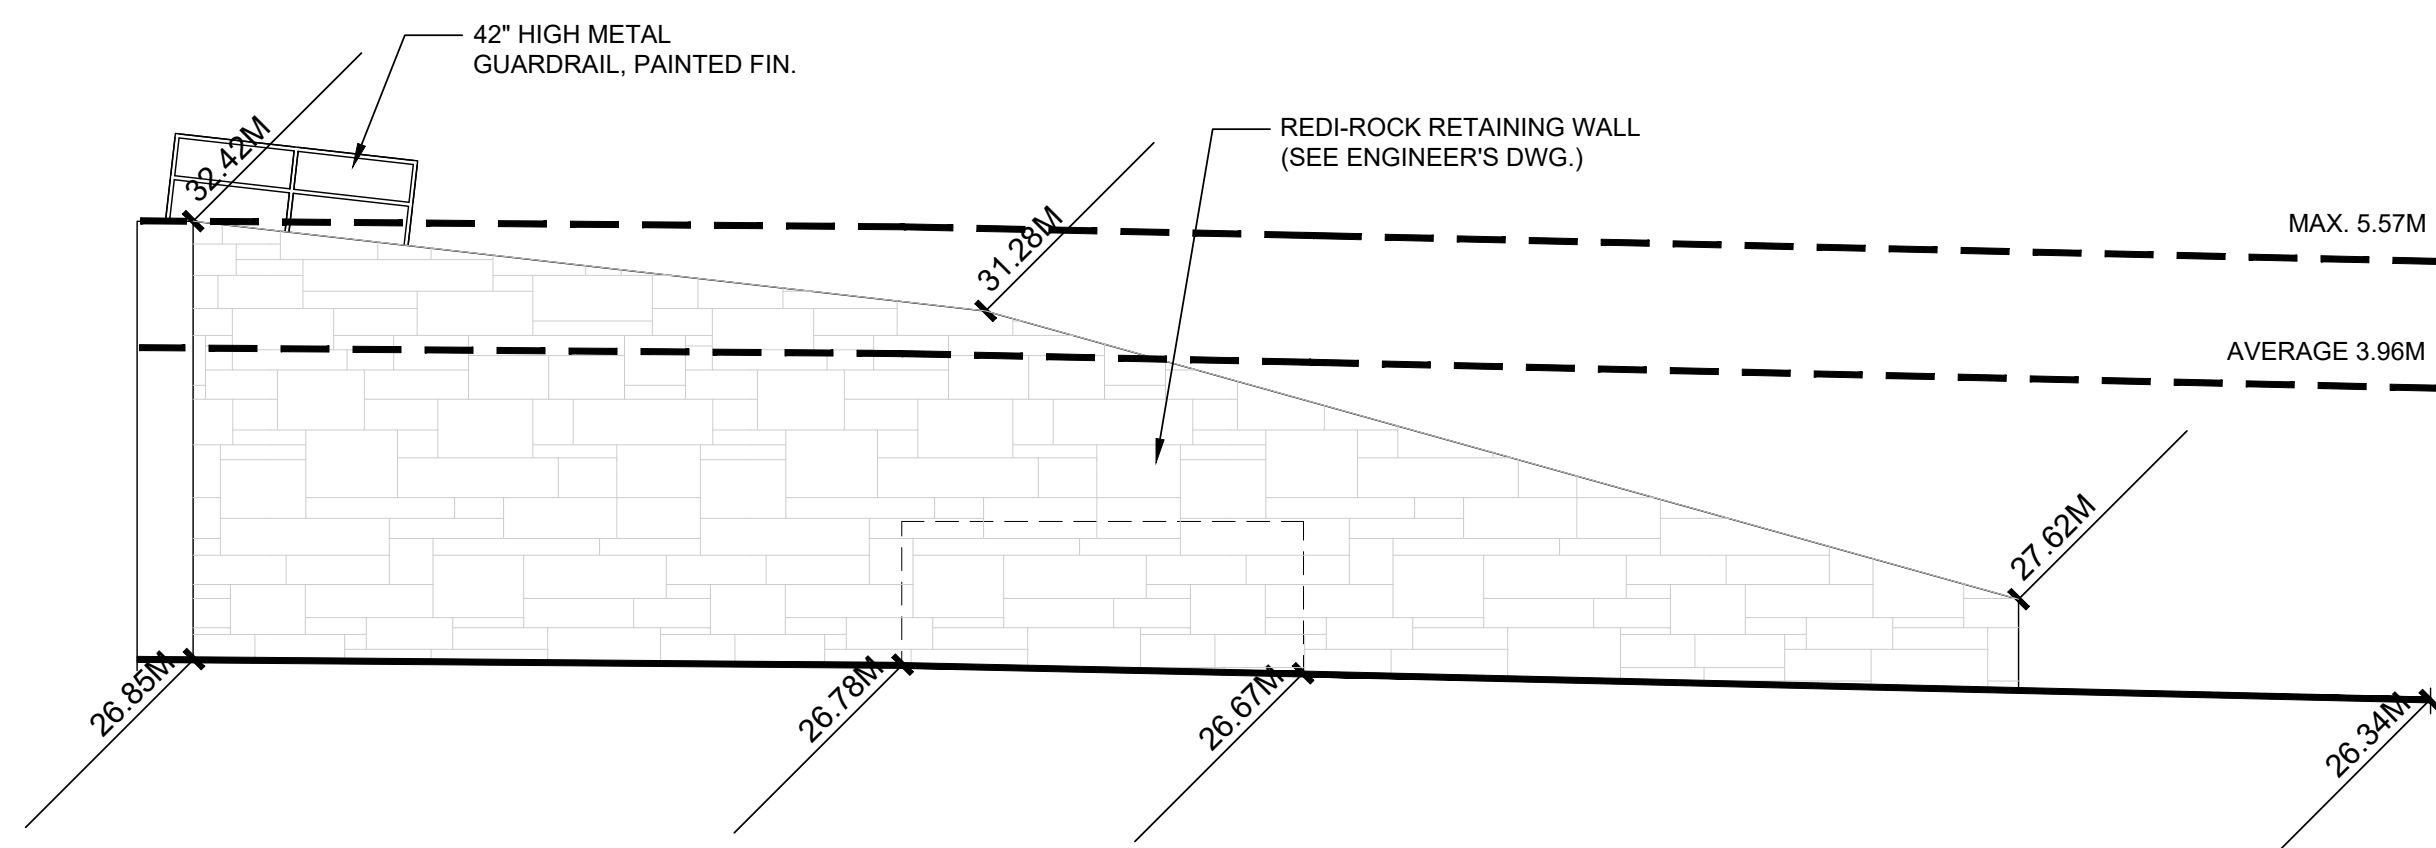 42" HIGH METAL
GUARDRAIL, PAINTED FIN.
32.42M
REDI-ROCK RETAINING WALL
(SEE ENGINEER'S DWG.)
31.28M
MAX. 5.57M
AVERAGE 3.96M
27.62M
26.85M
26.78M
26.67M
26.34M